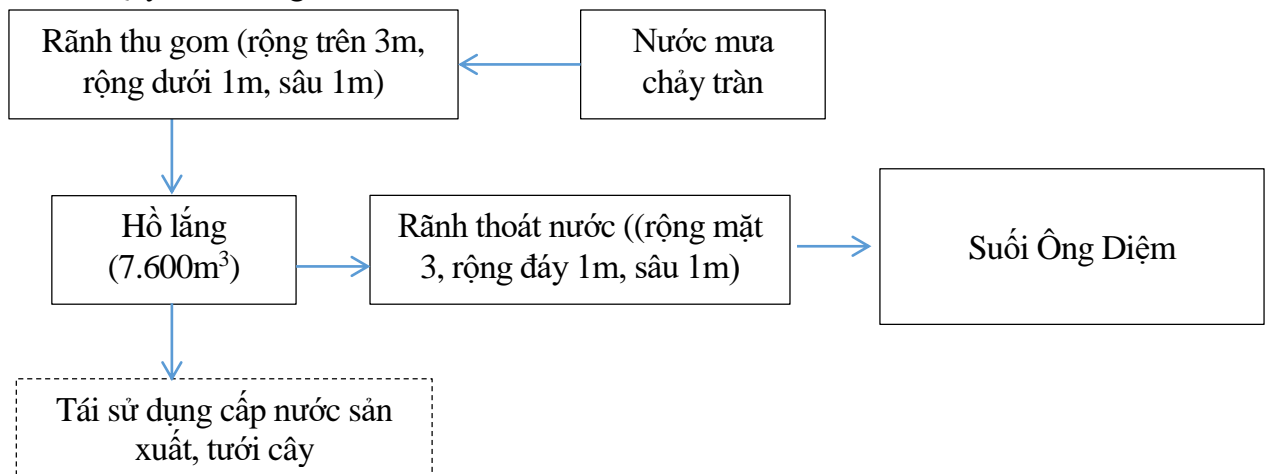 Rãnh thu gom (rộng trên 3m,
rộng dưới 1m, sâu 1m)
Nước mưa
chảy tràn
Hồ lắng
(7.600m³)
Rãnh thoát nước ((rộng mặt
3, rộng đáy 1m, sâu 1m)
Suối Ông Diệm
Tái sử dụng cấp nước sản
xuất, tưới cây